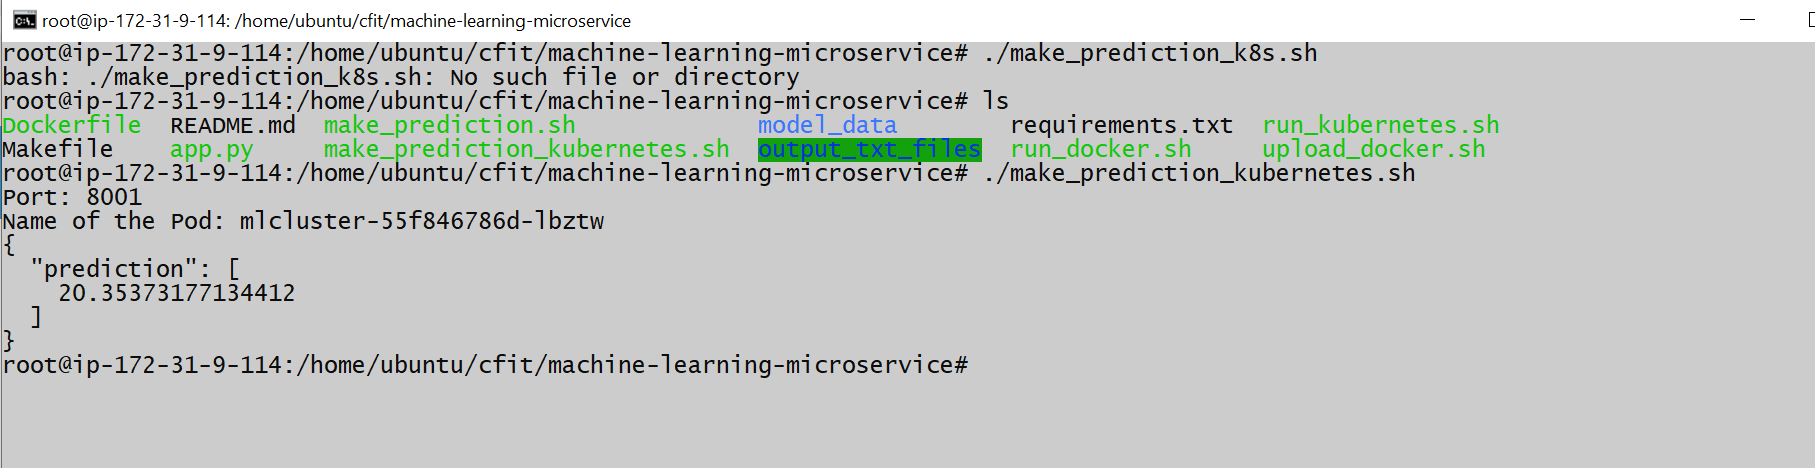 root@ip-172-31-9-114: /home/ubuntu/cfit/machine-learning-microservice
root@ip-172-31-9-114:/home/ubuntu/cfit/machine-learning-microservice# ./make_prediction_k8s.sh
bash: ./make_prediction_k8s.sh: No such file or directory
root@ip-172-31-9-114:/home/ubuntu/cfit/machine-learning-microservice# ls
Dockerfile  README.md  make_prediction.sh             model_data        requirements.txt  run_kubernetes.sh
Makefile    app.py     make_prediction_kubernetes.sh  output_txt_files  run_docker.sh     upload_docker.sh
root@ip-172-31-9-114:/home/ubuntu/cfit/machine-learning-microservice# ./make_prediction_kubernetes.sh
Port: 8001
Name of the Pod: mlcluster-55f846786d-lbztw
{
  "prediction": [
    20.35373177134412
  ]
}
root@ip-172-31-9-114:/home/ubuntu/cfit/machine-learning-microservice#